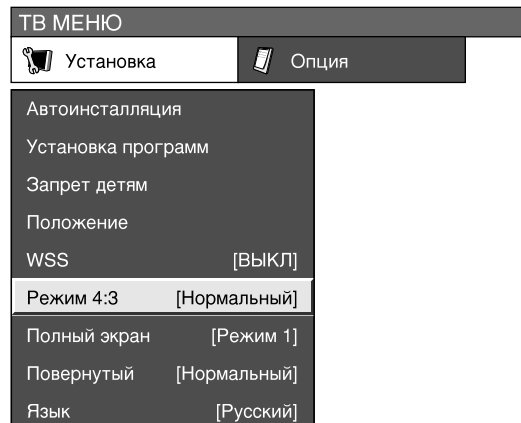 ТВ МЕНЮ
Установка Опция
Автоинсталляция
Установка программ
Запрет детям
Положение
WSS [ВЫКЛ]
Режим 4:3 [Нормальный]
Полный экран [Режим 1]
Повернутый [Нормальный]
Язык [Русский]